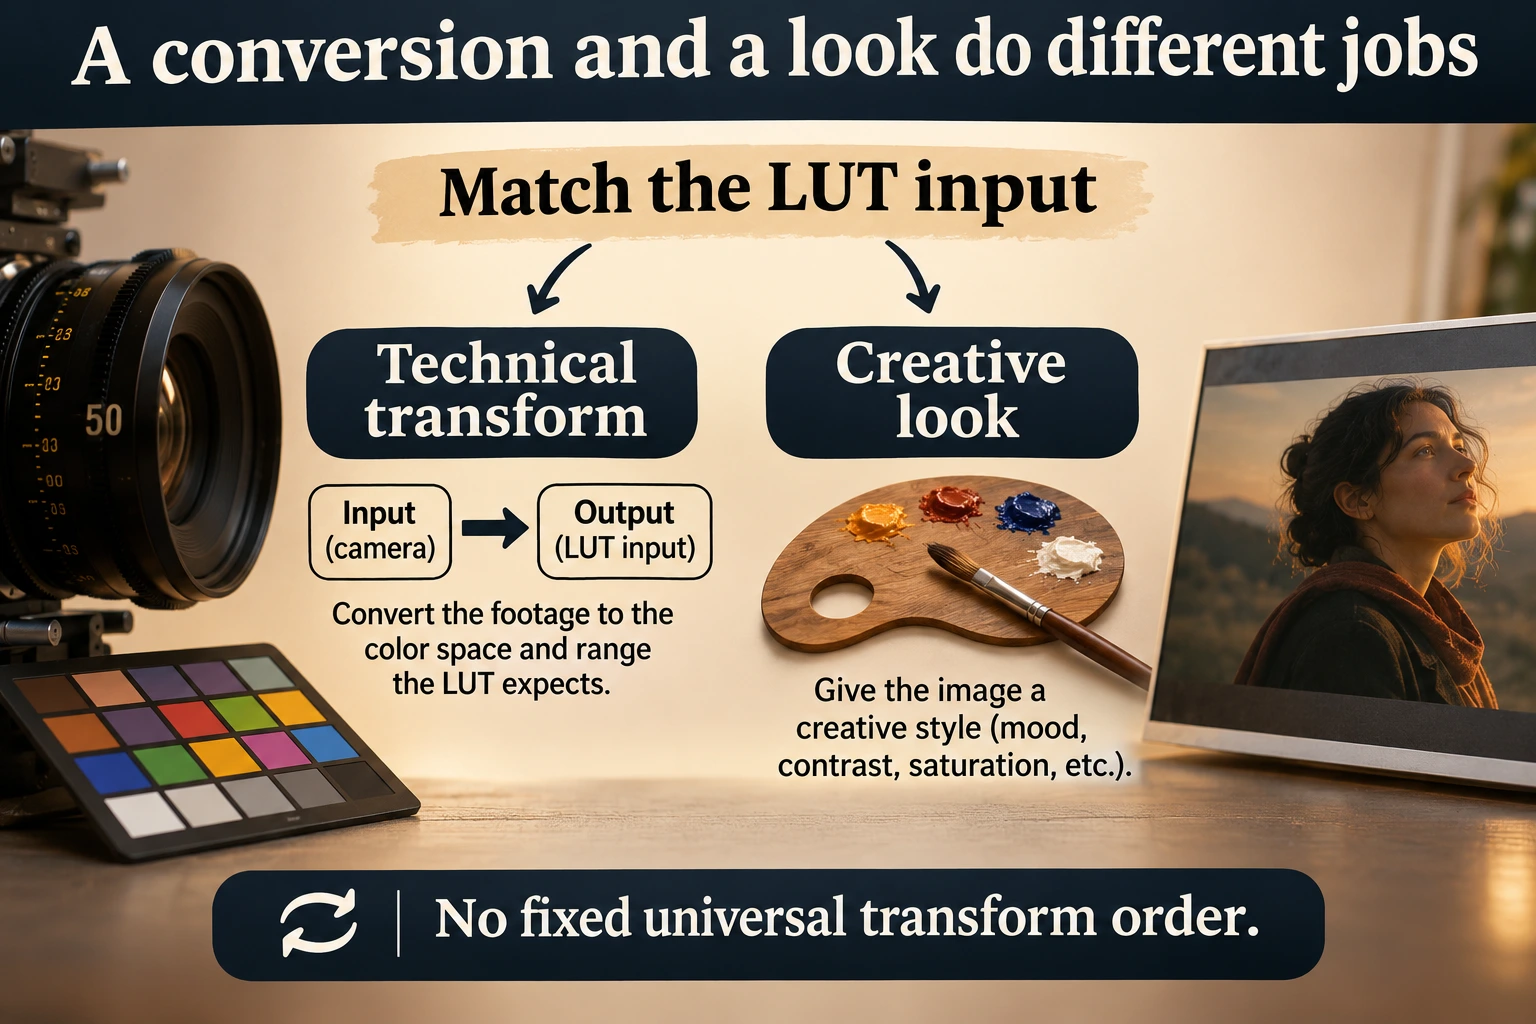 A conversion and a look do different jobs
Match the LUT input
Technical
transform
Creative
look
Input
(camera)
Output
(LUT input)
Convert the footage to the
color space and range
the LUT expects.
Give the image a
creative style (mood,
contrast, saturation, etc.).
50
No fixed universal transform order.